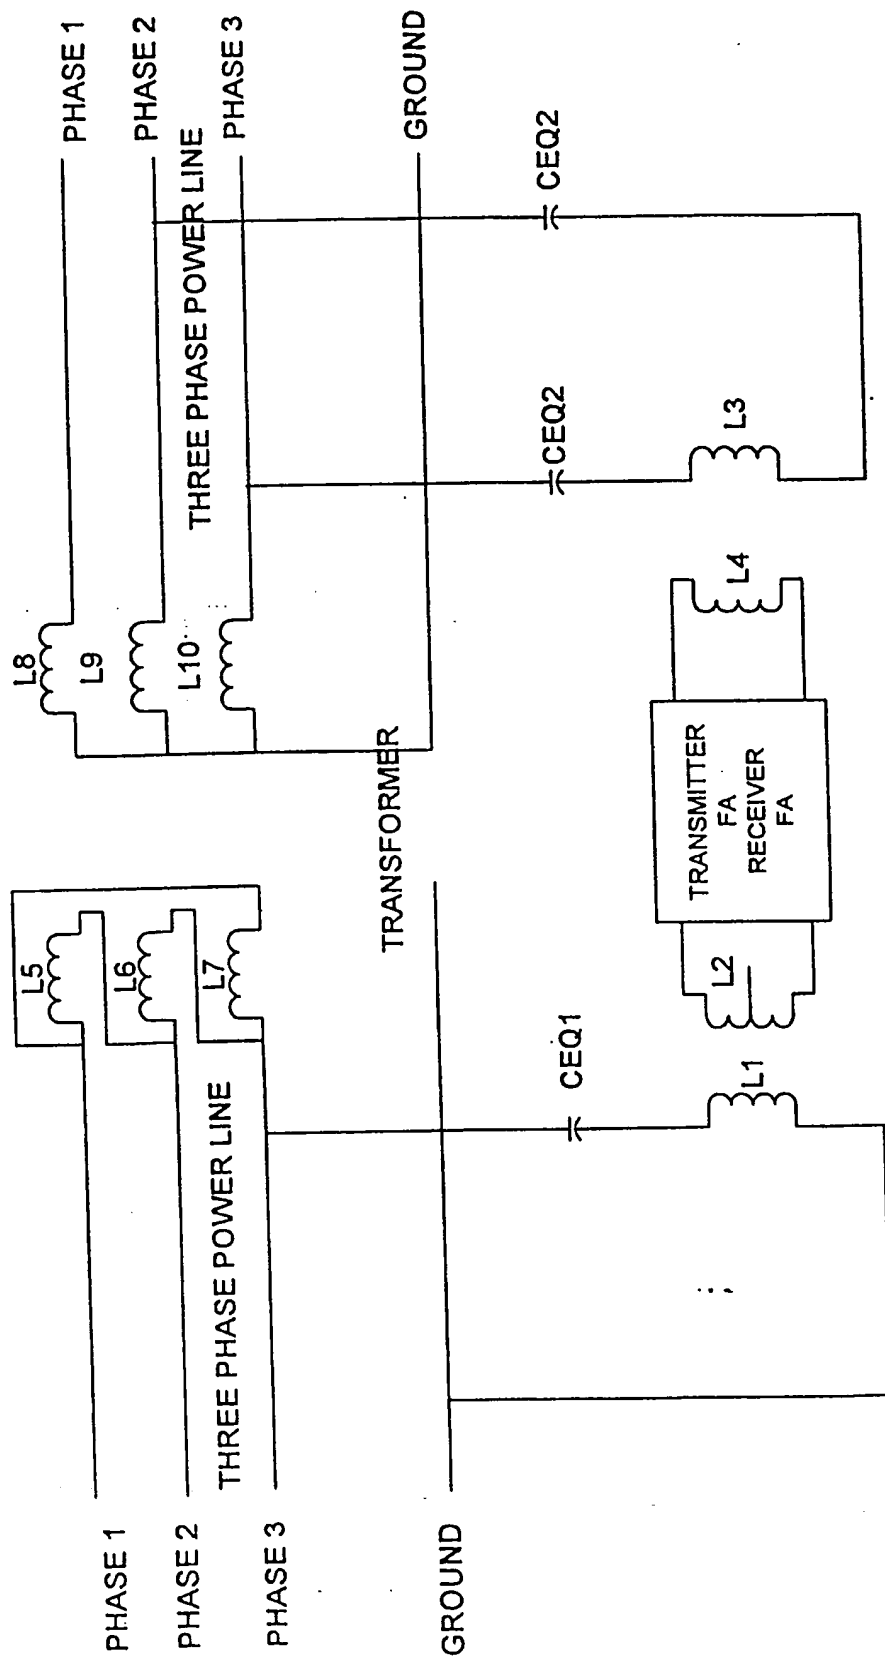 L5
L8
PHASE 1
PHASE 1
L9
L6
PHASE 2
PHASE 2
L10
THREE PHASE POWER LINE
THREE PHASE POWER LINE
L7
PHASE 3
PHASE 3
TRANSFORMER
GROUND
GROUND
CEQ1
CEQ2
CEQ2
L1
L2
TRANSMITTER
FA
RECEIVER
FA
L4
L3